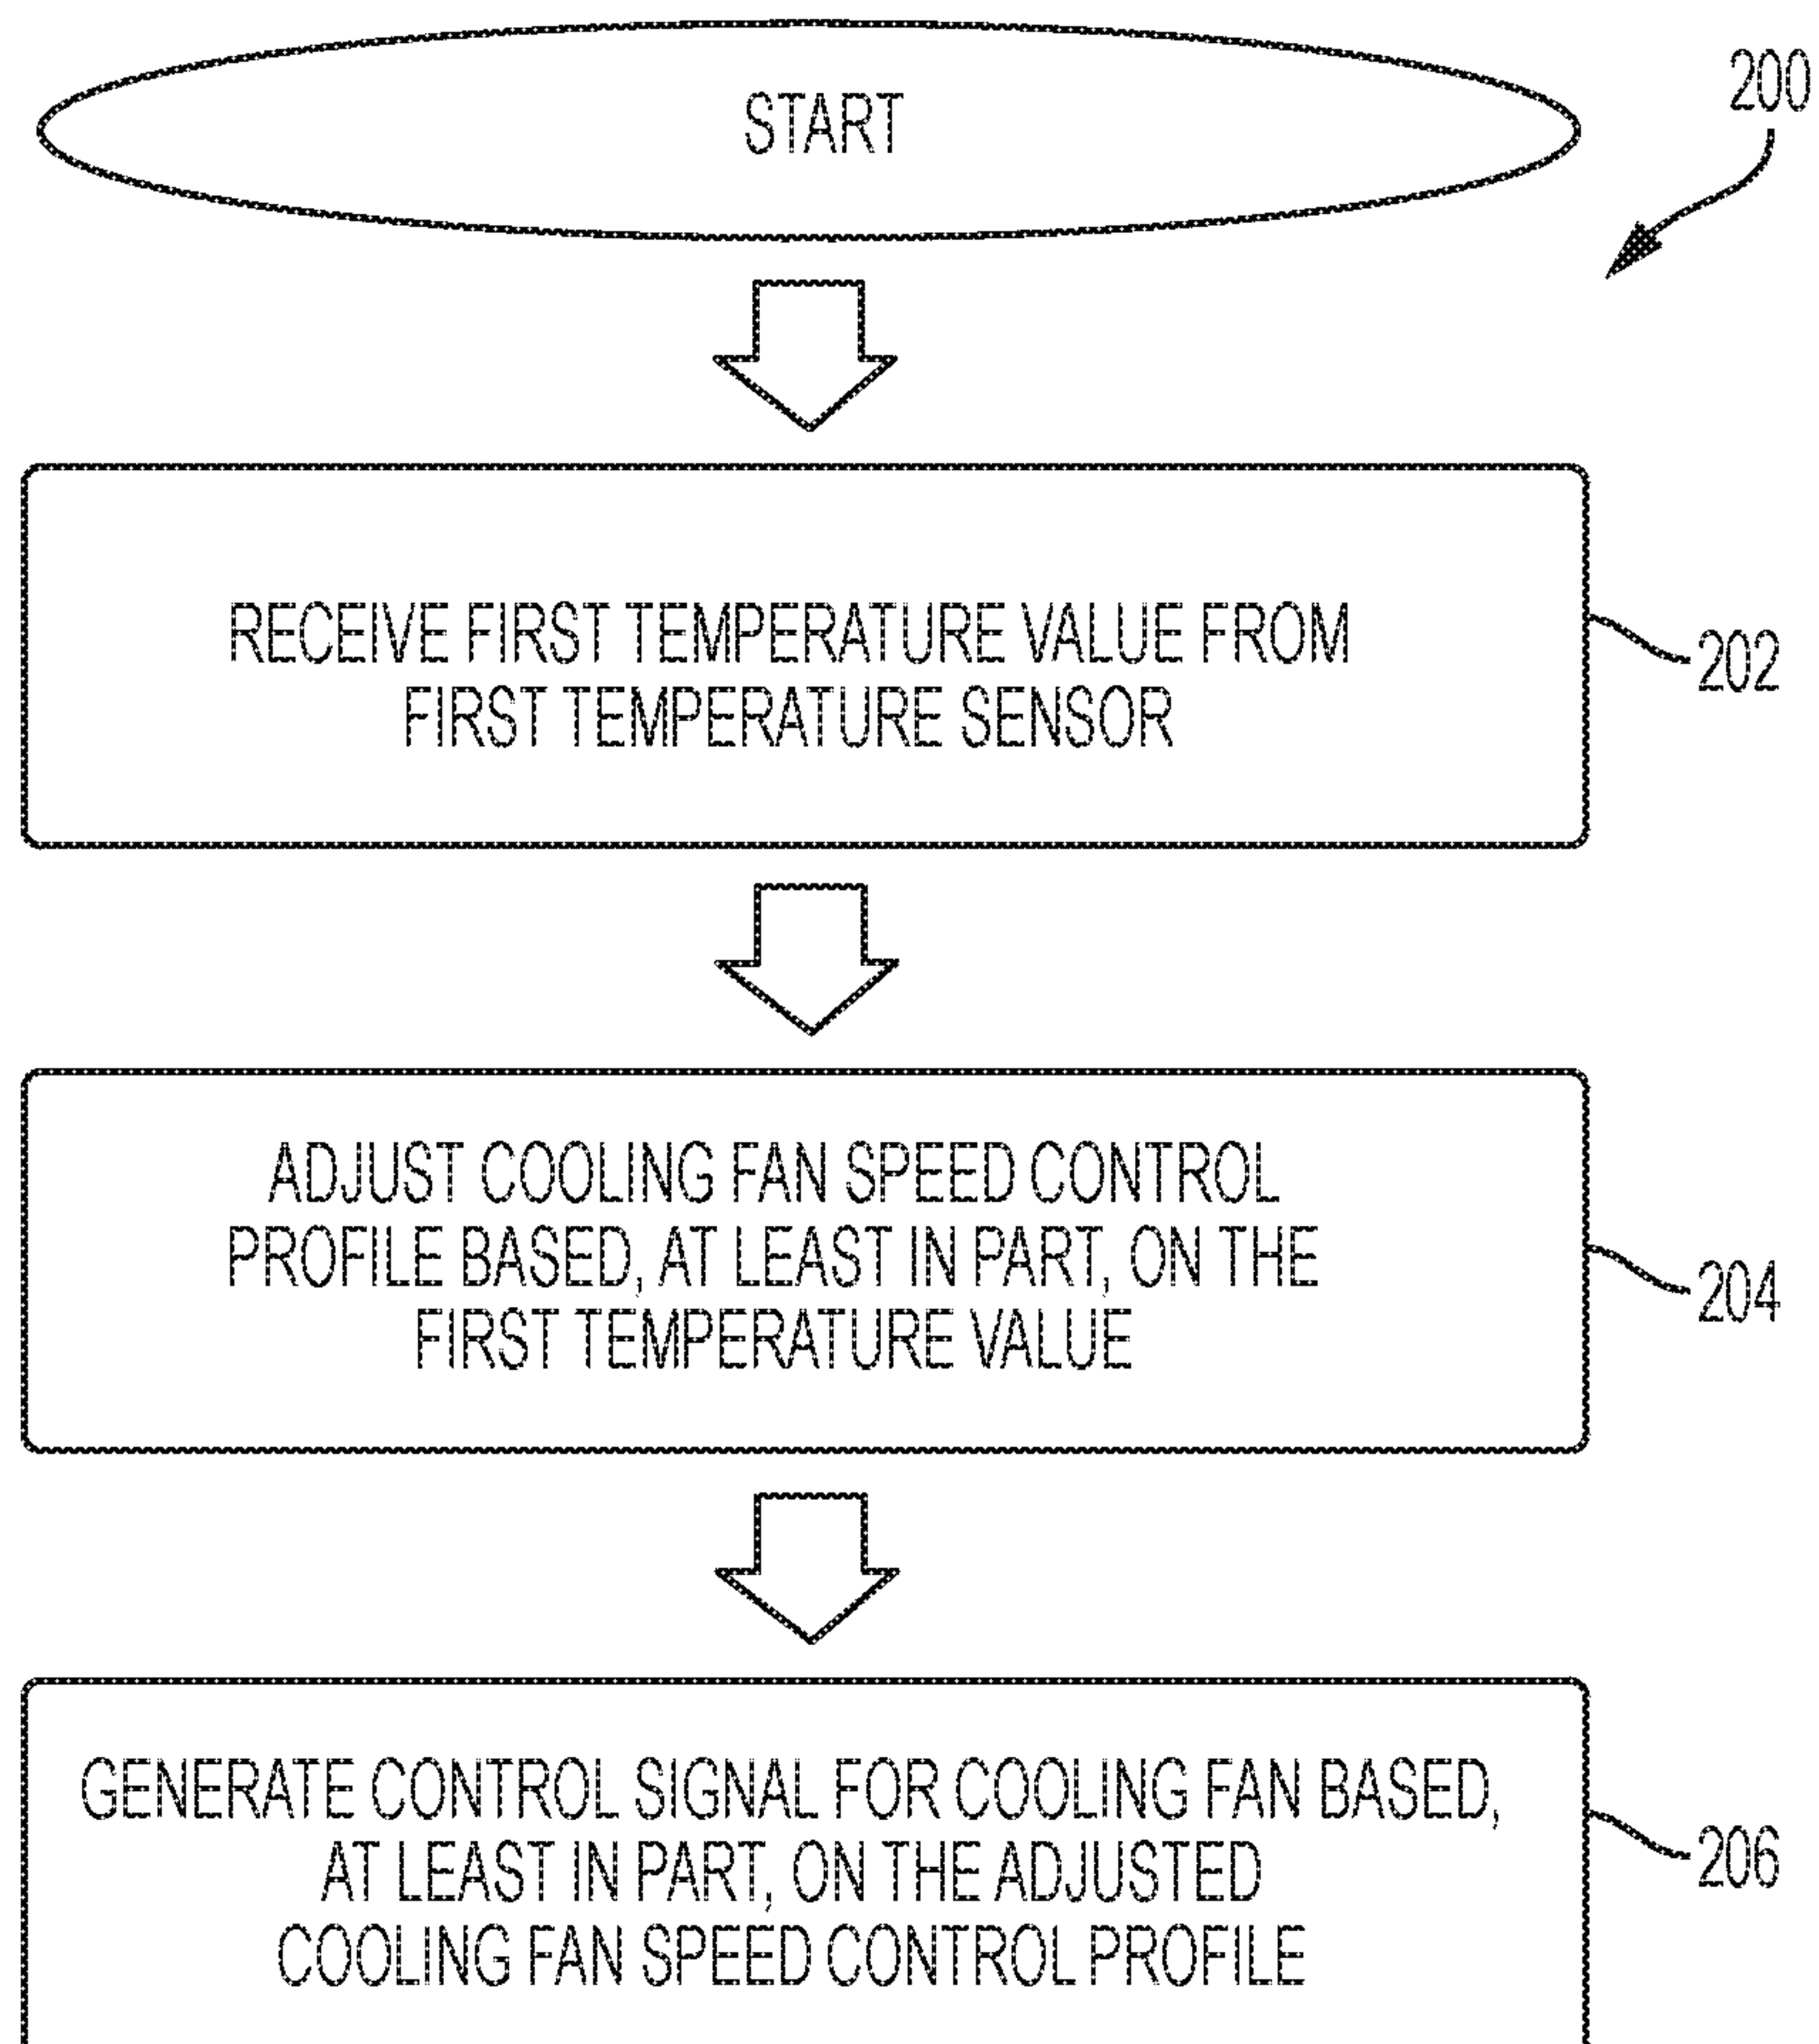 START
200
RECEIVE FIRST TEMPERATURE VALUE FROM
FIRST TEMPERATURE SENSOR
202
ADJUST COOLING FAN SPEED CONTROL
PROFILE BASED, AT LEAST IN PART, ON THE
FIRST TEMPERATURE VALUE
204
GENERATE CONTROL SIGNAL FOR COOLING FAN BASED,
AT LEAST IN PART, ON THE ADJUSTED
COOLING FAN SPEED CONTROL PROFILE
206